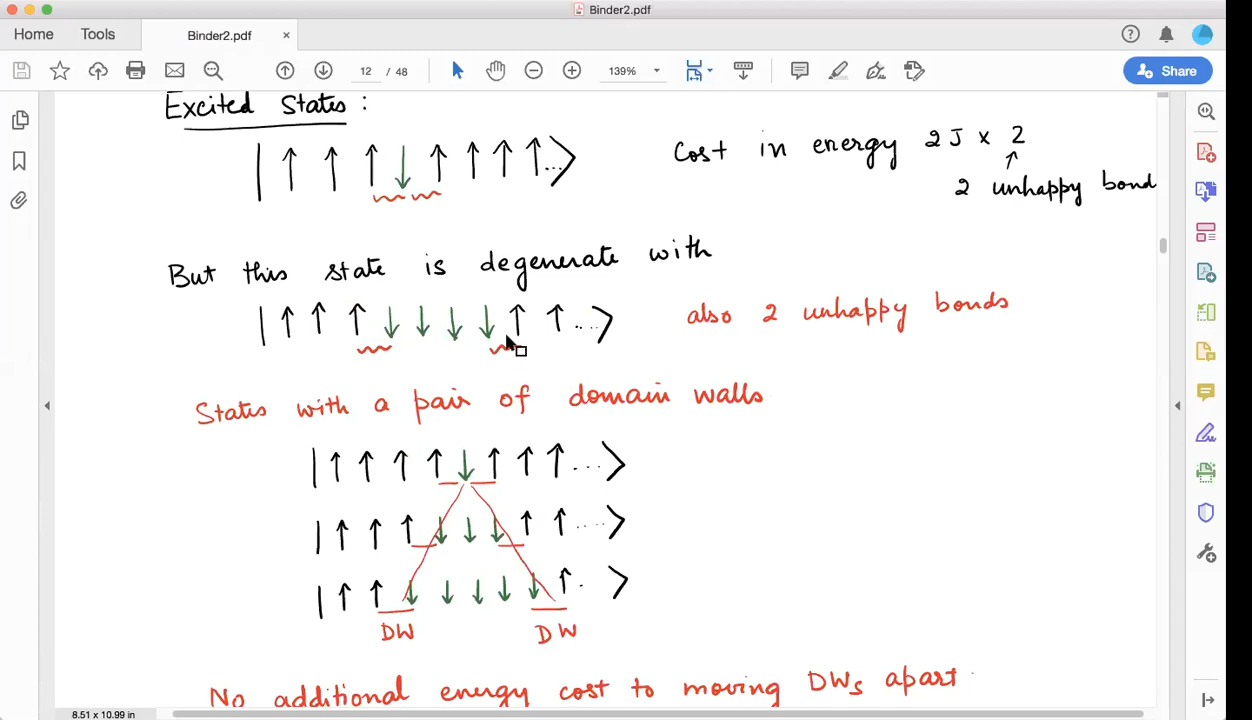 Binder2.pdf
Home Tools Binder2.pdf ×
12 / 48 139% Share
Excited States :
| ↑ ↑ ↑ ↓ ↑ ↑ ↑ ↑ ... > Cost in energy 2J × 2
↑
2 unhappy bond
But this state is degenerate with
| ↑ ↑ ↑ ↓ ↓ ↓ ↓ ↑ ↑ .... > also 2 unhappy bonds
States with a pair of domain walls
| ↑ ↑ ↑ ↑ ↓ ↑ ↑ ↑ .... >
| ↑ ↑ ↑ ↓ ↓ ↓ ↑ ↑ .... >
| ↑ ↑ ↓ ↓ ↓ ↓ ↓ ↑ . >
DW DW
No additional energy cost to moving DWs apart
8.51 x 10.99 in